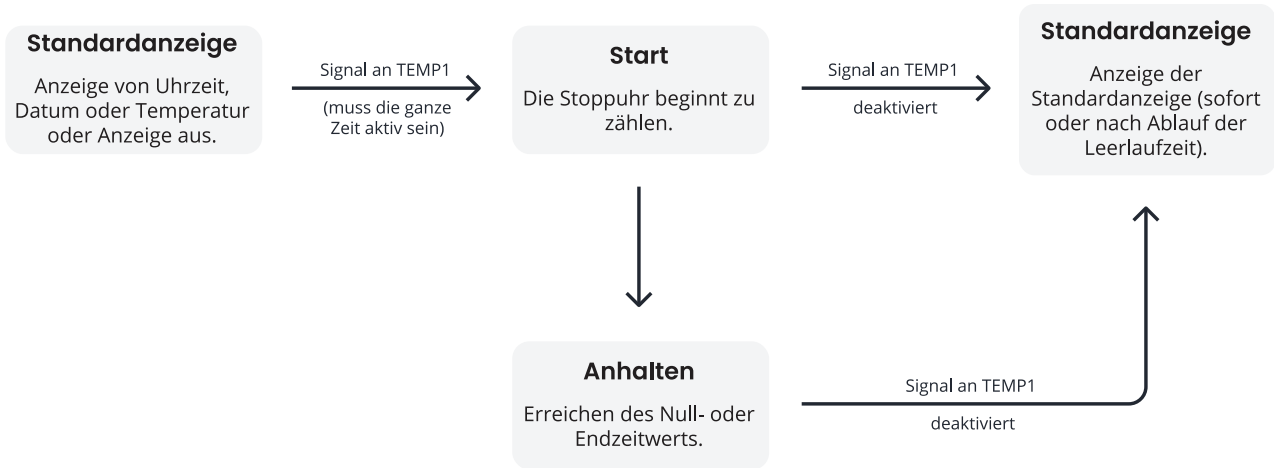 Standardanzeige
Anzeige von Uhrzeit,
Datum oder Temperatur
oder Anzeige aus.
Signal an TEMP1
(muss die ganze
Zeit aktiv sein)
Start
Die Stoppuhr beginnt zu
zählen.
Signal an TEMP1
deaktiviert
Standardanzeige
Anzeige der
Standardanzeige (sofort
oder nach Ablauf der
Leerlaufzeit).
Anhalten
Erreichen des Null- oder
Endzeitwerts.
Signal an TEMP1
deaktiviert